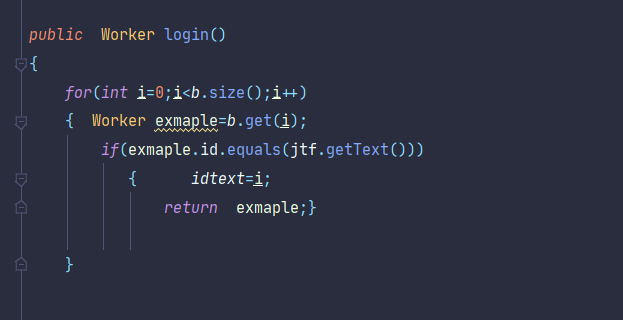 public  Worker login()
{
    for(int i=0;i<b.size();i++)
    {  Worker exmaple=b.get(i);
        if(exmaple.id.equals(jtf.getText()))
           {      idtext=i;
               return  exmaple;}
    }